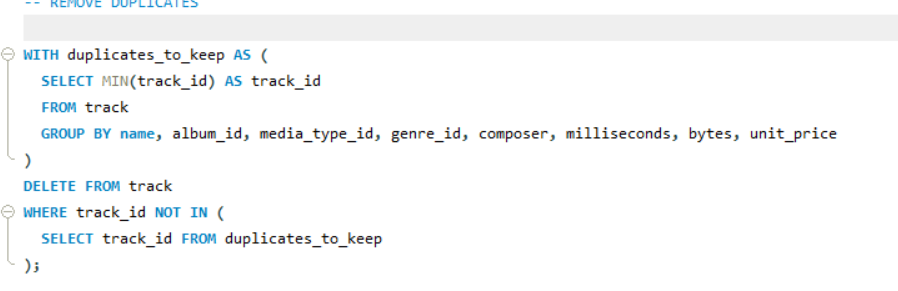 -- REMOVE DUPLICATES
WITH duplicates_to_keep AS (
SELECT MIN(track_id) AS track_id
FROM track
GROUP BY name, album_id, media_type_id, genre_id, composer, milliseconds, bytes, unit_price
)
DELETE FROM track
WHERE track_id NOT IN (
SELECT track_id FROM duplicates_to_keep
);